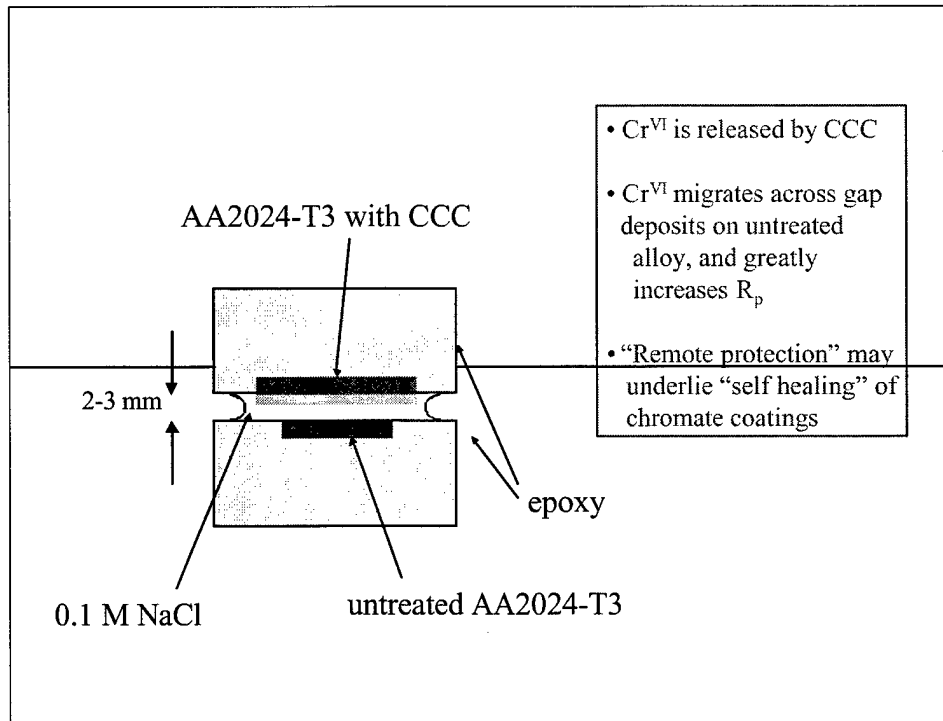 • Cr^VI is released by CCC
• Cr^VI migrates across gap
deposits on untreated
alloy, and greatly
increases R_p
• “Remote protection” may
underlie “self healing” of
chromate coatings
AA2024-T3 with CCC
2-3 mm
epoxy
0.1 M NaCl
untreated AA2024-T3